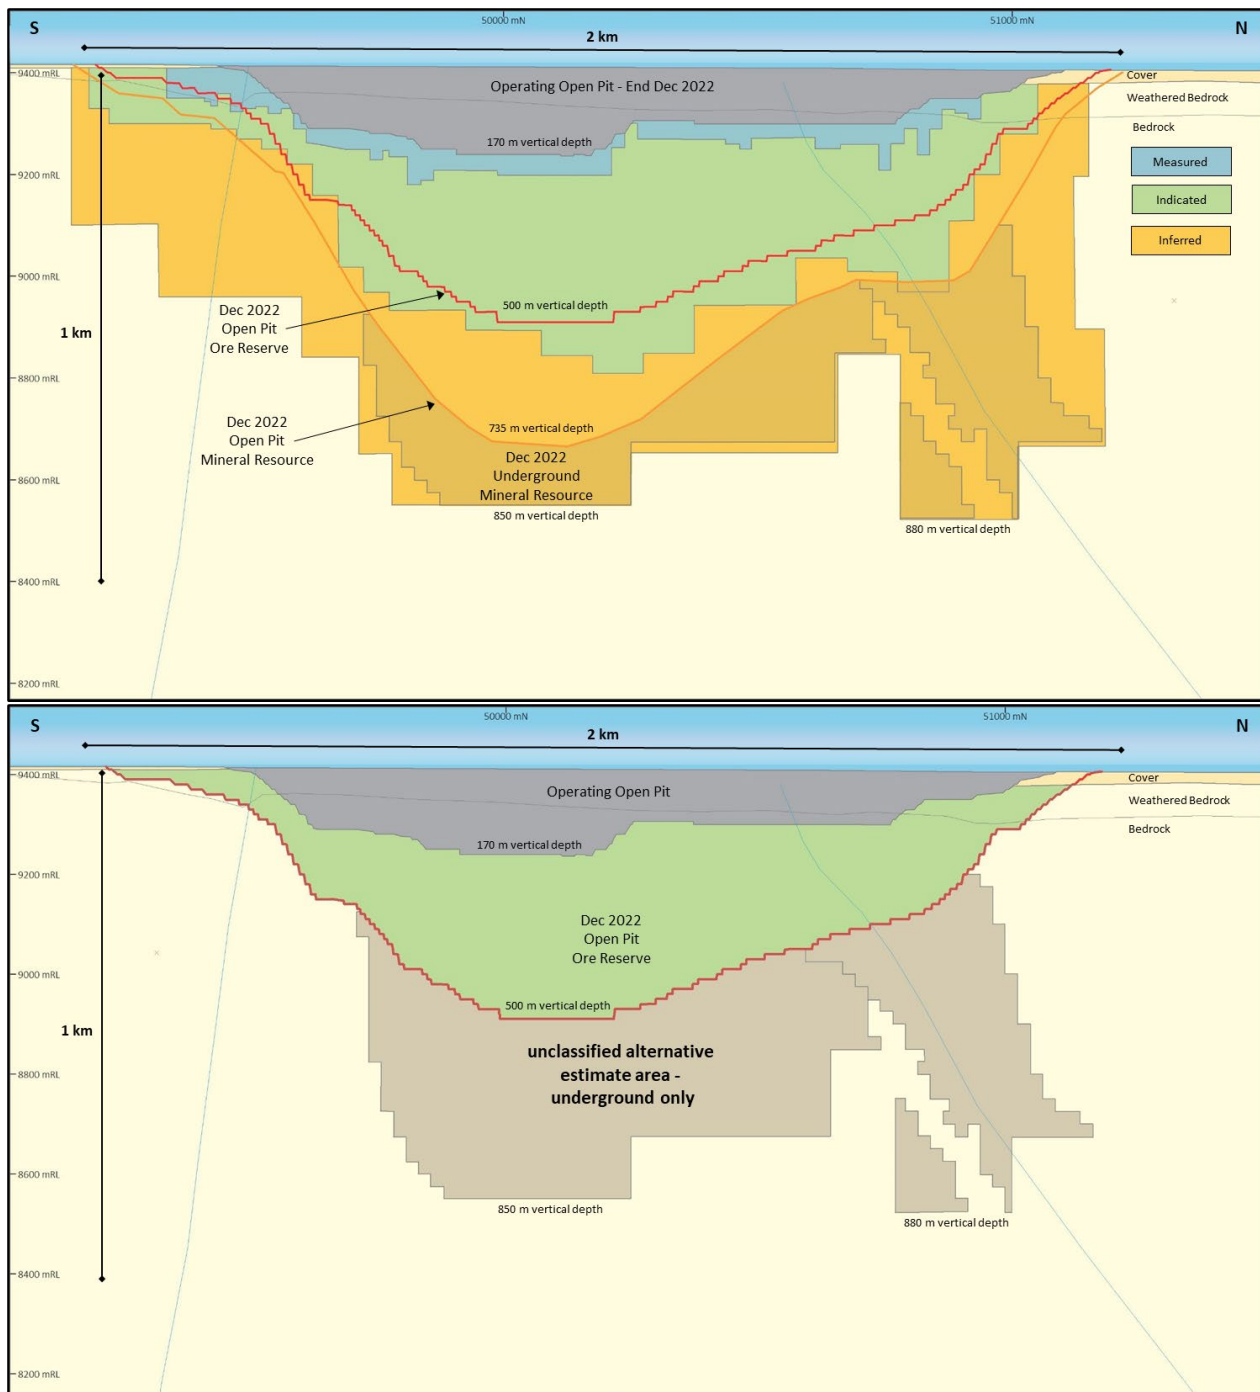 50000 mN
51000 mN
S
N
2 km
9400 mRL
Cover
Operating Open Pit - End Dec 2022
Weathered Bedrock
Bedrock
170 m vertical depth
Measured
9200 mRL
Indicated
Inferred
9000 mRL
500 m vertical depth
Dec 2022
Open Pit
Ore Reserve
1 km
8800 mRL
Dec 2022
Open Pit
Mineral Resource
735 m vertical depth
Dec 2022
Underground
Mineral Resource
8600 mRL
850 m vertical depth
880 m vertical depth
8400 mRL
8200 mRL
50000 mN
51000 mN
S
N
2 km
9400 mRL
Cover
Operating Open Pit
Weathered Bedrock
Bedrock
170 m vertical depth
9200 mRL
Dec 2022
Open Pit
Ore Reserve
9000 mRL
500 m vertical depth
1 km
unclassified alternative
estimate area -
underground only
8800 mRL
8600 mRL
850 m vertical depth
880 m vertical depth
8400 mRL
8200 mRL